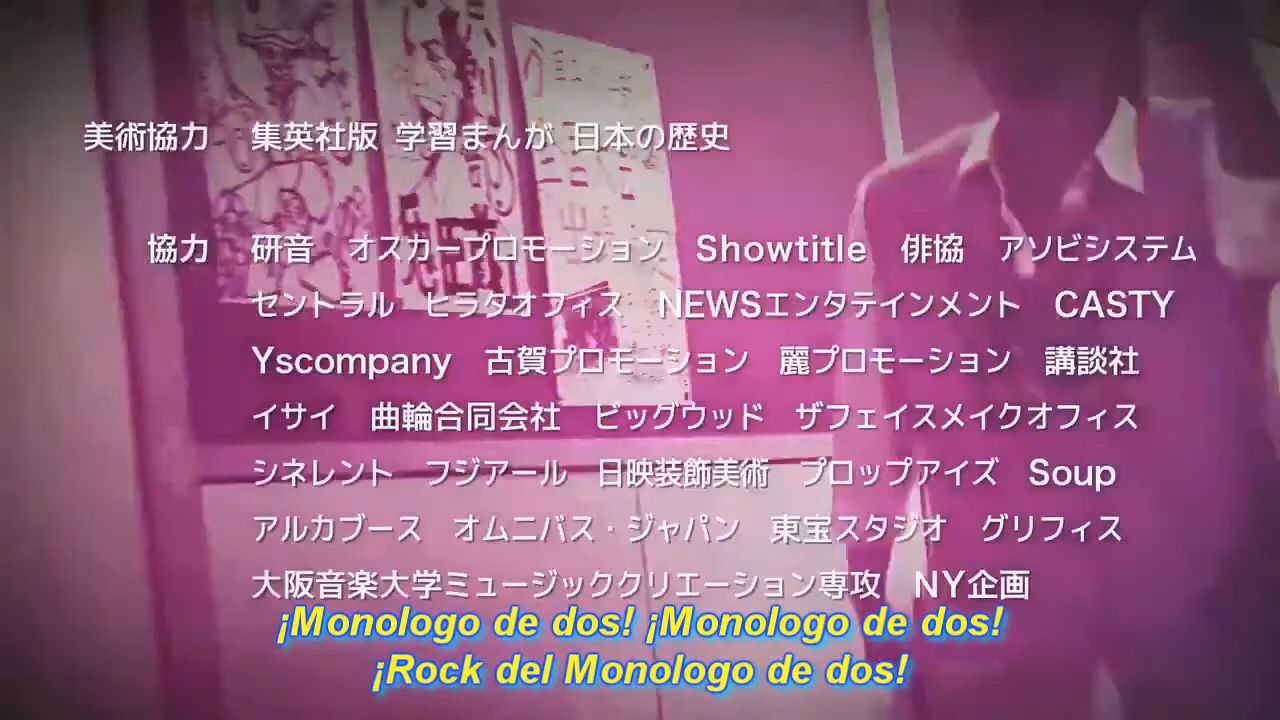 美術協力 集英社版 学習まんが 日本の歴史
協力 研音 オスカープロモーション Showtitle 俳協 アソビシステム
セントラル ヒラタオフィス NEWSエンタテインメント CASTY
Yscompany 古賀プロモーション 麗プロモーション 講談社
イサイ 曲輪合同会社 ビッグウッド ザフェイスメイクオフィス
シネレント フジアール 日映装飾美術 プロップアイズ Soup
アルカブース オムニバス・ジャパン 東宝スタジオ グリフィス
大阪音楽大学ミュージッククリエーション専攻 NY企画
¡Monologo de dos! ¡Monologo de dos!
¡Rock del Monologo de dos!